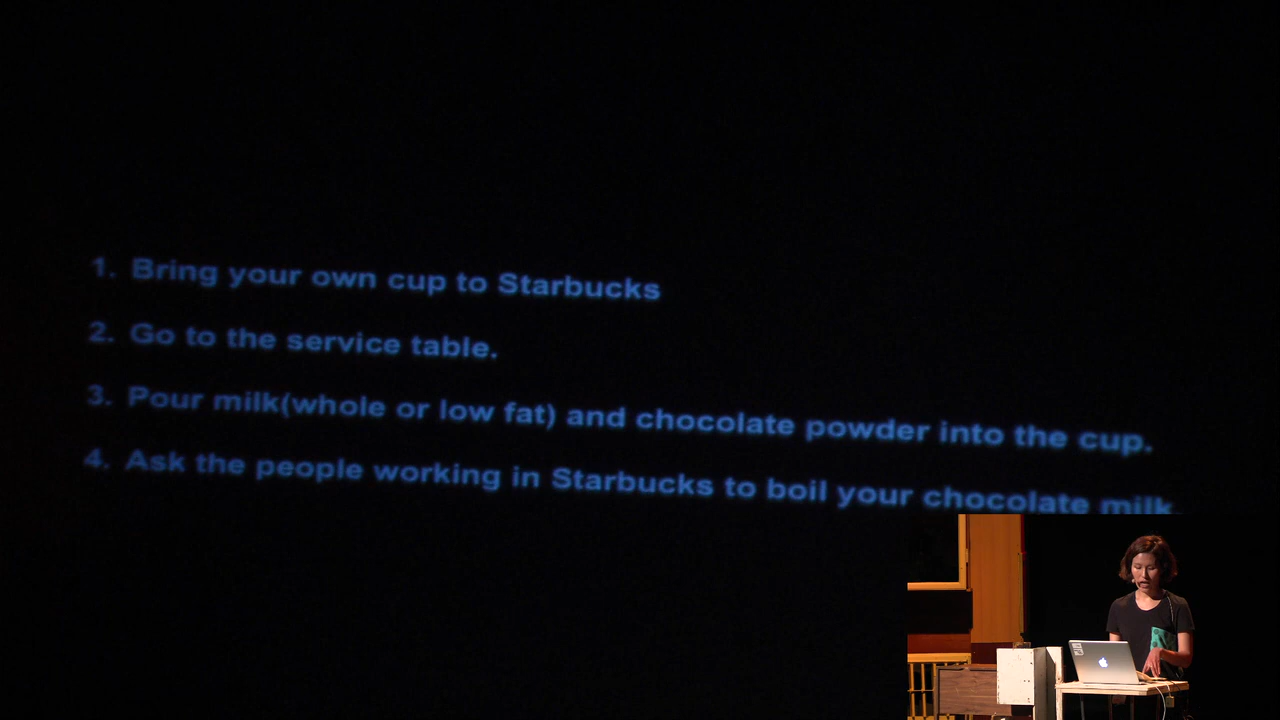 1. Bring your own cup to Starbucks
2. Go to the service table.
3. Pour milk(whole or low fat) and chocolate powder into the cup.
4. Ask the people working in Starbucks to boil your chocolate milk.